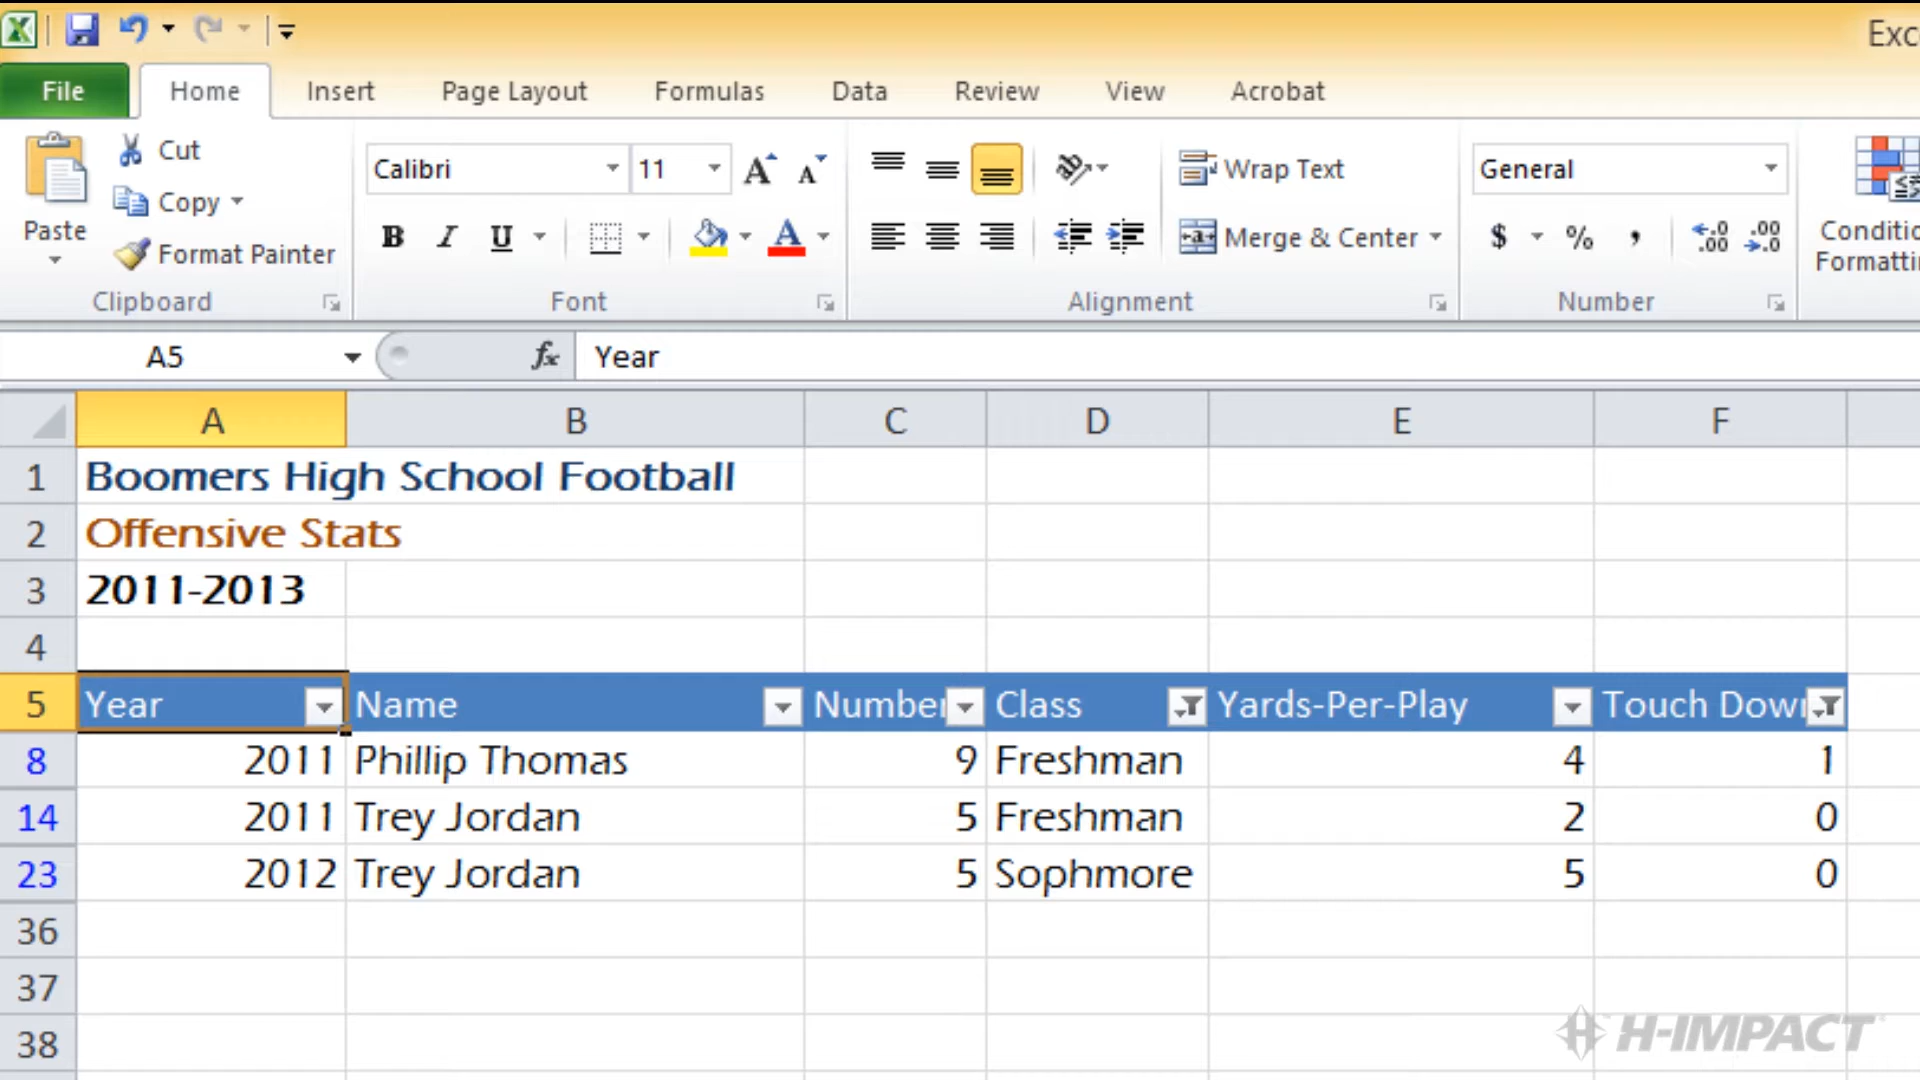 Exc
File Home Insert Page Layout Formulas Data Review View Acrobat
Paste
Cut
Copy
Format Painter
Clipboard
Calibri 11
B I U A
Font
Wrap Text
Merge & Center
Alignment
General
$ % , .00 .00
Number
Conditio
Formattin
A5 fx Year
A B C D E F
1 Boomers High School Football
2 Offensive Stats
3 2011-2013
4
5 Year Name Number Class Yards-Per-Play Touch Down
8 2011 Phillip Thomas 9 Freshman 4 1
14 2011 Trey Jordan 5 Freshman 2 0
23 2012 Trey Jordan 5 Sophmore 5 0
36
37
38
H-IMPACT